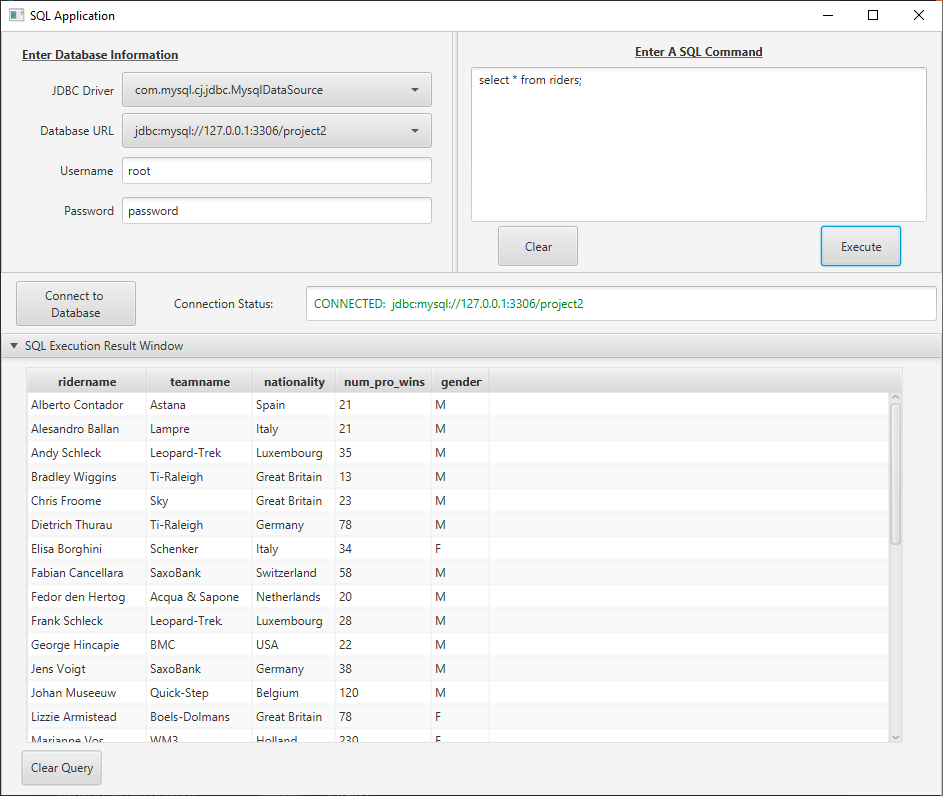 SQL Application
Enter Database Information
JDBC Driver com.mysql.cj.jdbc.MysqlDataSource
Database URL jdbc:mysql://127.0.0.1:3306/project2
Username root
Password password
Enter A SQL Command
select * from riders;
Clear Execute
Connect to
Database
Connection Status: CONNECTED: jdbc:mysql://127.0.0.1:3306/project2
SQL Execution Result Window
ridername teamname nationality num_pro_wins gender
Alberto Contador Astana Spain 21 M
Alesandro Ballan Lampre Italy 21 M
Andy Schleck Leopard-Trek Luxembourg 35 M
Bradley Wiggins Ti-Raleigh Great Britain 13 M
Chris Froome Sky Great Britain 23 M
Dietrich Thurau Ti-Raleigh Germany 78 M
Elisa Borghini Schenker Italy 34 F
Fabian Cancellara SaxoBank Switzerland 58 M
Fedor den Hertog Acqua & Sapone Netherlands 20 M
Frank Schleck Leopard-Trek Luxembourg 28 M
George Hincapie BMC USA 22 M
Jens Voigt SaxoBank Germany 38 M
Johan Museeuw Quick-Step Belgium 120 M
Lizzie Armistead Boels-Dolmans Great Britain 78 F
Marianne Vos WM3 Holland 230 F
Clear Query